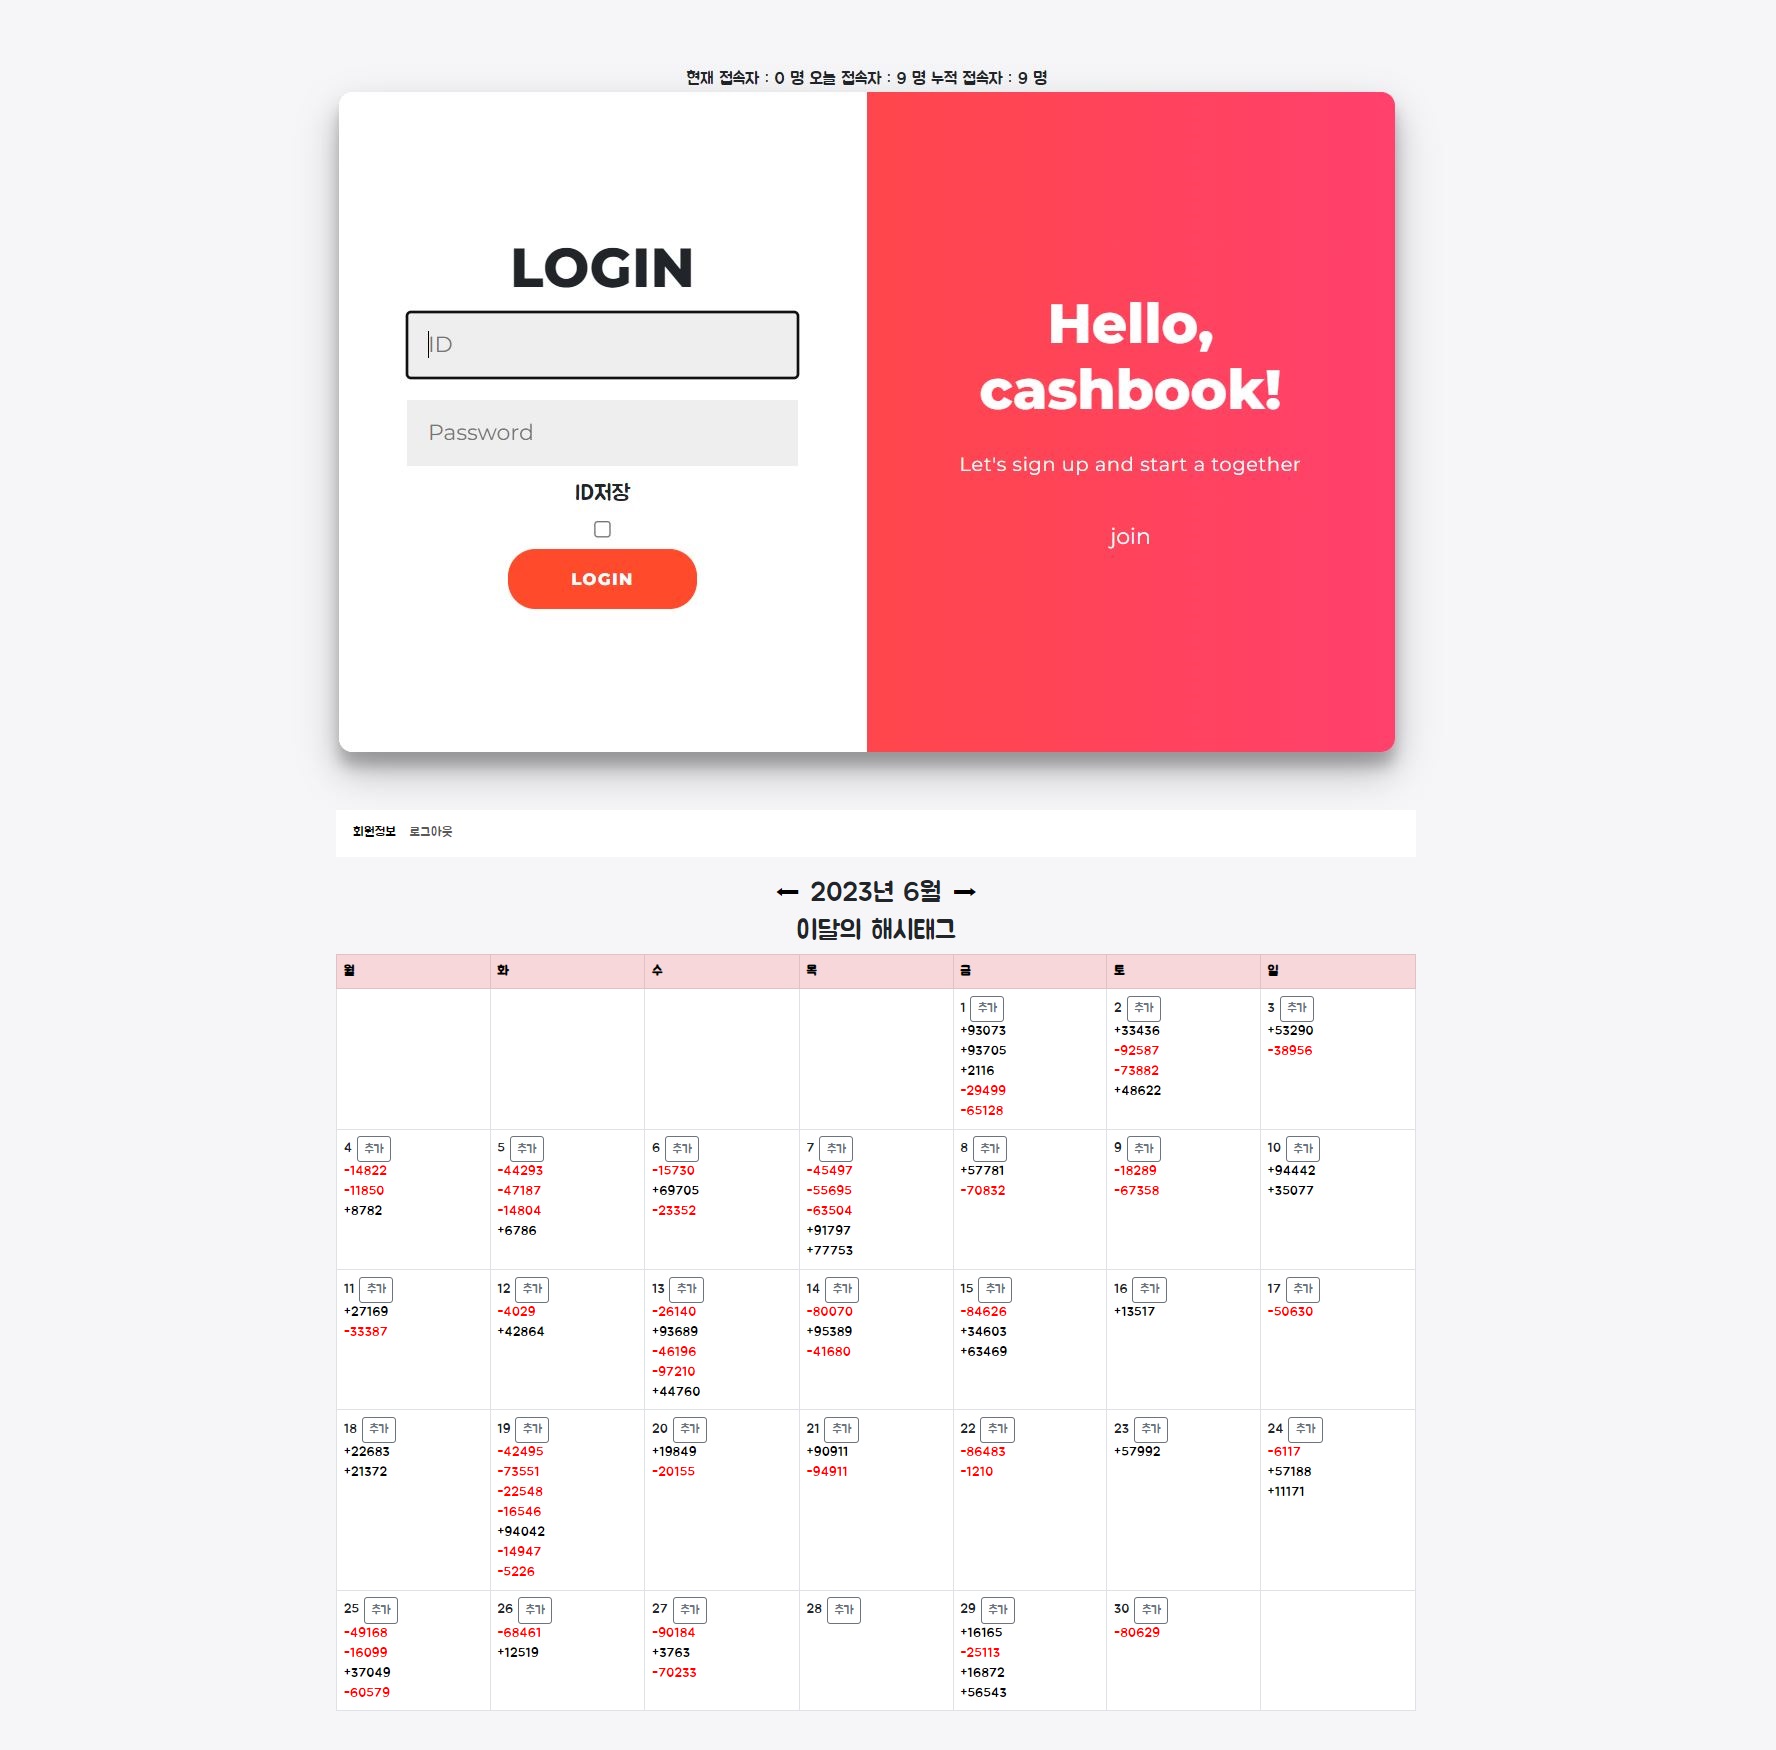 현재 접속자 : 0 명 오늘 접속자 : 9 명 누적 접속자 : 9 명
LOGIN
ID
Password
ID저장
LOGIN
Hello,
cashbook!
Let's sign up and start a together
join
회원정보 로그아웃
← 2023년 6월 →
이달의 해시태그
월 화 수 목 금 토 일
1 추가
+93073
+93705
+2116
-29499
-65128
2 추가
+33436
-92587
-73882
+48622
3 추가
+53290
-38956
4 추가
-14822
-11850
+8782
5 추가
-44293
-47187
-14804
+6786
6 추가
-15730
+69705
-23352
7 추가
-45497
-55695
-63504
+91797
+77753
8 추가
+57781
-70832
9 추가
-18289
-67358
10 추가
+94442
+35077
11 추가
+27169
-33387
12 추가
-4029
+42864
13 추가
-26140
+93689
-46196
-97210
+44760
14 추가
-80070
+95389
-41680
15 추가
-84626
+34603
+63469
16 추가
+13517
17 추가
-50630
18 추가
+22683
+21372
19 추가
-42495
-73551
-22548
-16546
+94042
-14947
-5226
20 추가
+19849
-20155
21 추가
+90911
-94911
22 추가
-86483
-1210
23 추가
+57992
24 추가
-6117
+57188
+11171
25 추가
-49168
-16099
+37049
-60579
26 추가
-68461
+12519
27 추가
-90184
+3763
-70233
28 추가
29 추가
+16165
-25113
+16872
+56543
30 추가
-80629